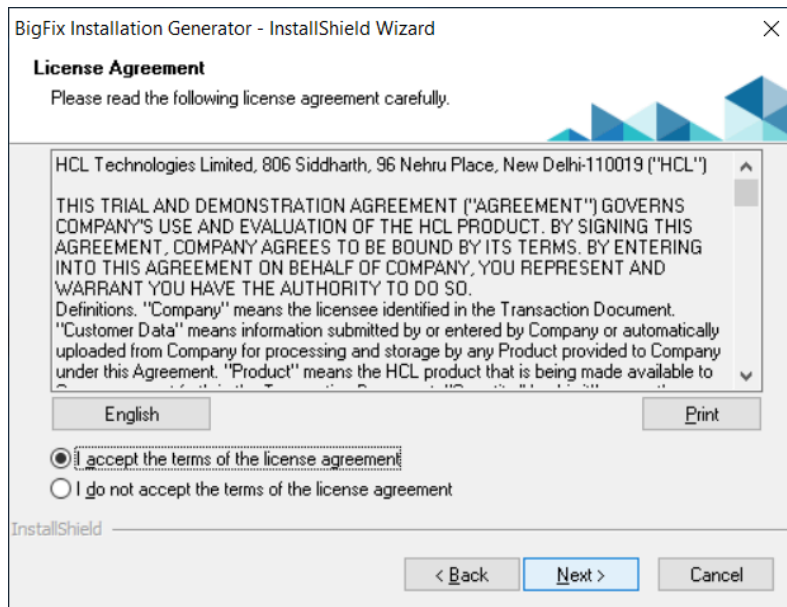 BigFix Installation Generator - InstallShield Wizard
License Agreement
Please read the following license agreement carefully.
HCL Technologies Limited, 806 Siddharth, 96 Nehru Place, New Delhi-110019 ("HCL")
THIS TRIAL AND DEMONSTRATION AGREEMENT ("AGREEMENT") GOVERNS
COMPANY'S USE AND EVALUATION OF THE HCL PRODUCT. BY SIGNING THIS
AGREEMENT, COMPANY AGREES TO BE BOUND BY ITS TERMS. BY ENTERING
INTO THIS AGREEMENT ON BEHALF OF COMPANY, YOU REPRESENT AND
WARRANT YOU HAVE THE AUTHORITY TO DO SO.
Definitions. "Company" means the licensee identified in the Transaction Document.
"Customer Data" means information submitted by or entered by Company or automatically
uploaded from Company for processing and storage by any Product provided to Company
under this Agreement. "Product" means the HCL product that is being made available to
English
Print
I accept the terms of the license agreement
I do not accept the terms of the license agreement
InstallShield
< Back
Next >
Cancel